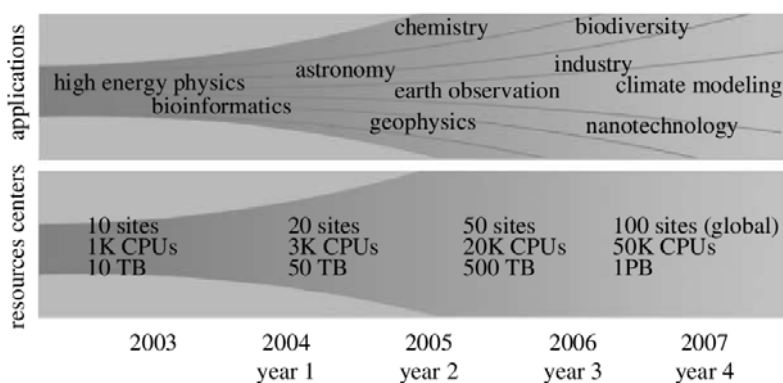 applications
chemistry
biodiversity
astronomy
industry
high energy physics
earth observation
climate modeling
bioinformatics
geophysics
nanotechnology
resources centers
10 sites
1K CPUs
10 TB
20 sites
3K CPUs
50 TB
50 sites
20K CPUs
500 TB
100 sites (global)
50K CPUs
1PB
2003
2004
year 1
2005
year 2
2006
year 3
2007
year 4